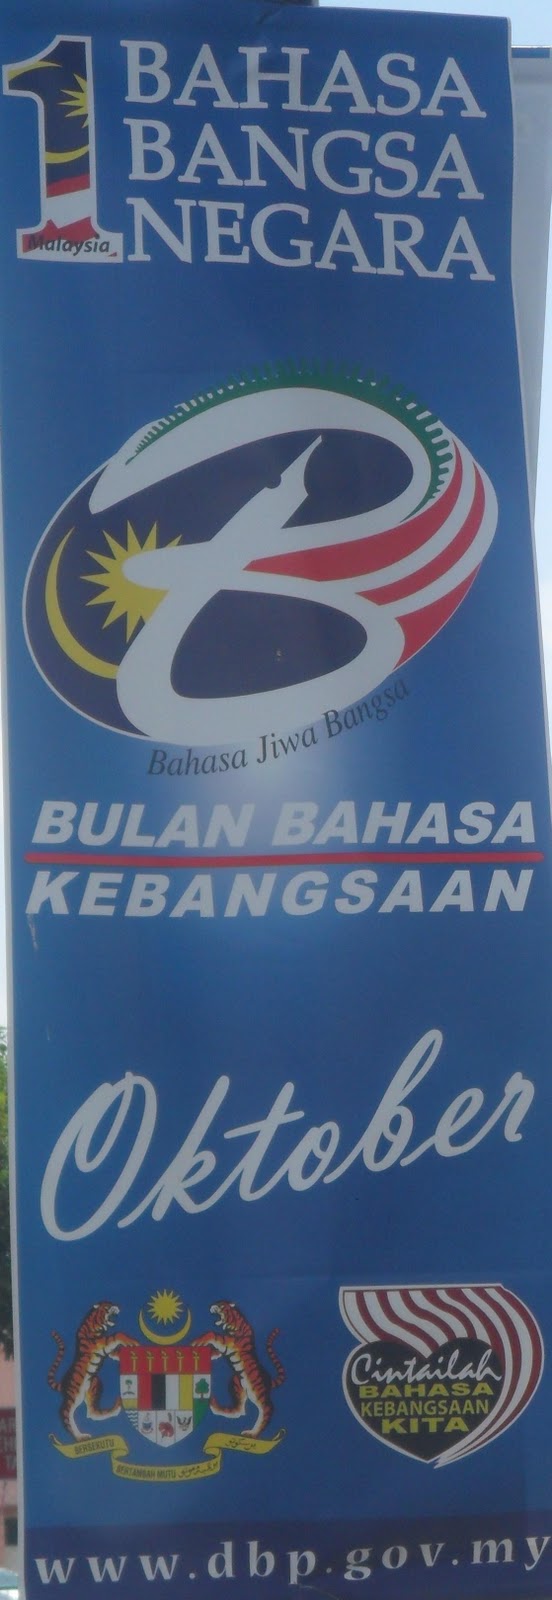 1 BAHASA
BANGSA
NEGARA
Malaysia
Bahasa Jiwa Bangsa
BULAN BAHASA
KEBANGSAAN
Oktober
BERSEKUTU
BERTAMBAH MUTU
Cintailah
BAHASA
KEBANGSAAN
KITA
www.dbp.gov.my